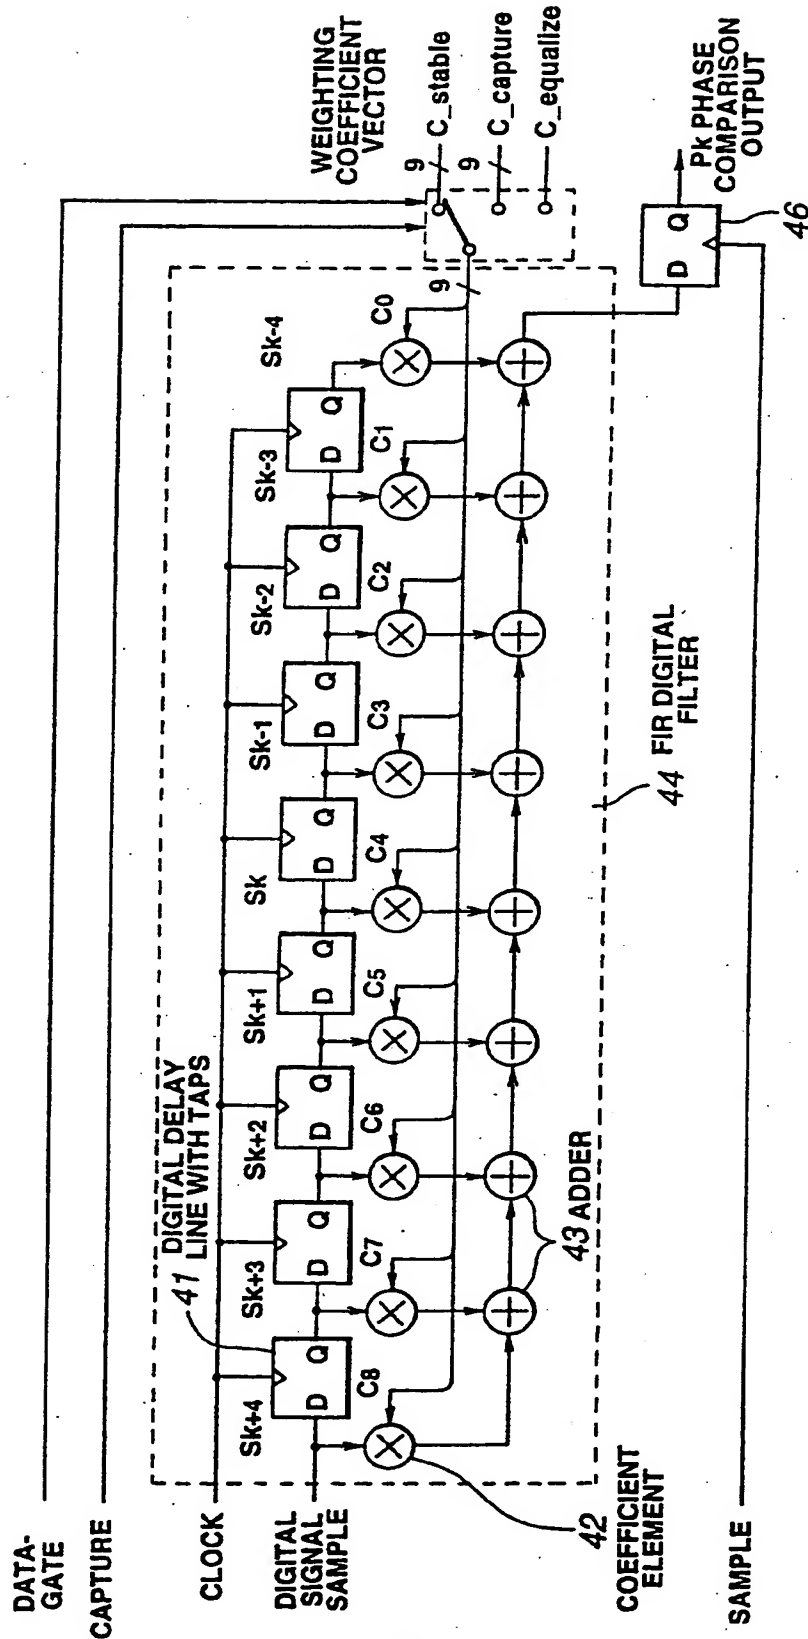 DATA-
GATE
CAPTURE
CLOCK
DIGITAL
SIGNAL
SAMPLE
SAMPLE
COEFFICIENT
ELEMENT
42
41 DIGITAL DELAY
LINE WITH TAPS
Sk+4
Sk+3
Sk+2
Sk+1
Sk
Sk-1
Sk-2
Sk-3
Sk-4
D Q
D Q
D Q
D Q
D Q
D Q
D Q
D Q
C8
C7
C6
C5
C4
C3
C2
C1
C0
43 ADDER
44 FIR DIGITAL
FILTER
WEIGHTING
COEFFICIENT
VECTOR
9
9 C_stable
9 C_capture
C_equalize
D Q
46
Pk PHASE
COMPARISON
OUTPUT